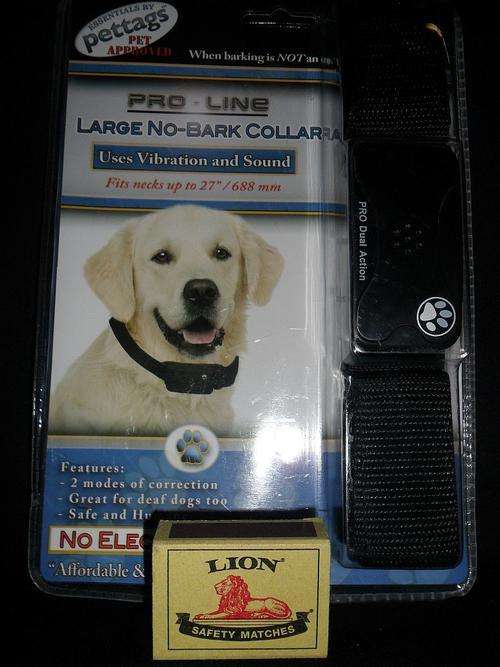 ESSENTIALS BY
pettags
PET
APPROVED
When barking is NOT an
PRO-LINE
LARGE NO-BARK COLLAR
Uses Vibration and Sound
Fits necks up to 27"/688 mm
PRO Dual Action
Features:
- 2 modes of correction
- Great for deaf dogs too
- Safe and
NO
"Affordable &
LION
SAFETY MATCHES